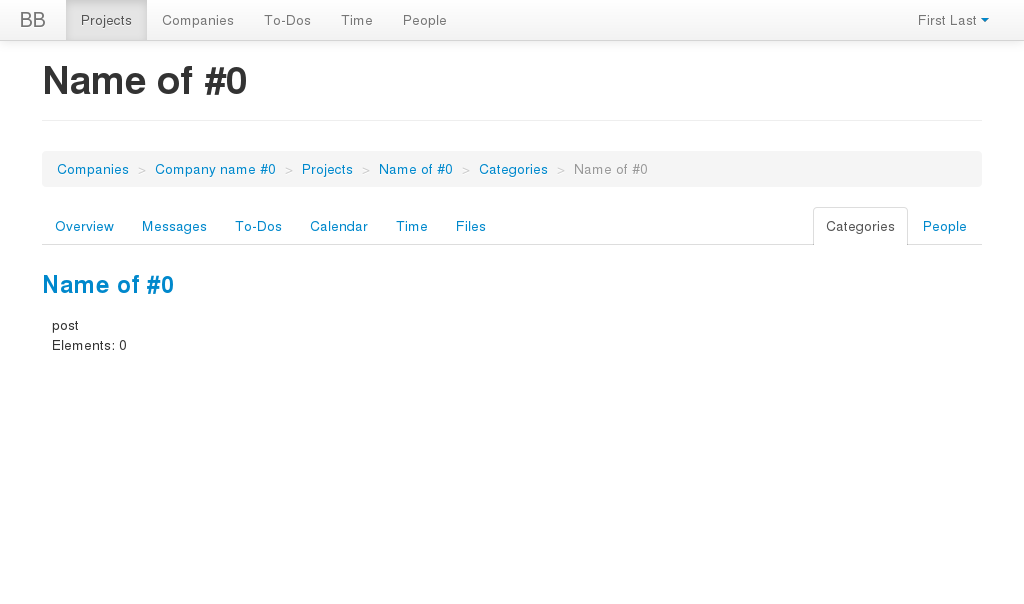 BB Projects Companies To-Dos Time People First Last
Name of #0
Companies > Company name #0 > Projects > Name of #0 > Categories > Name of #0
Overview Messages To-Dos Calendar Time Files Categories People
Name of #0
post
Elements: 0